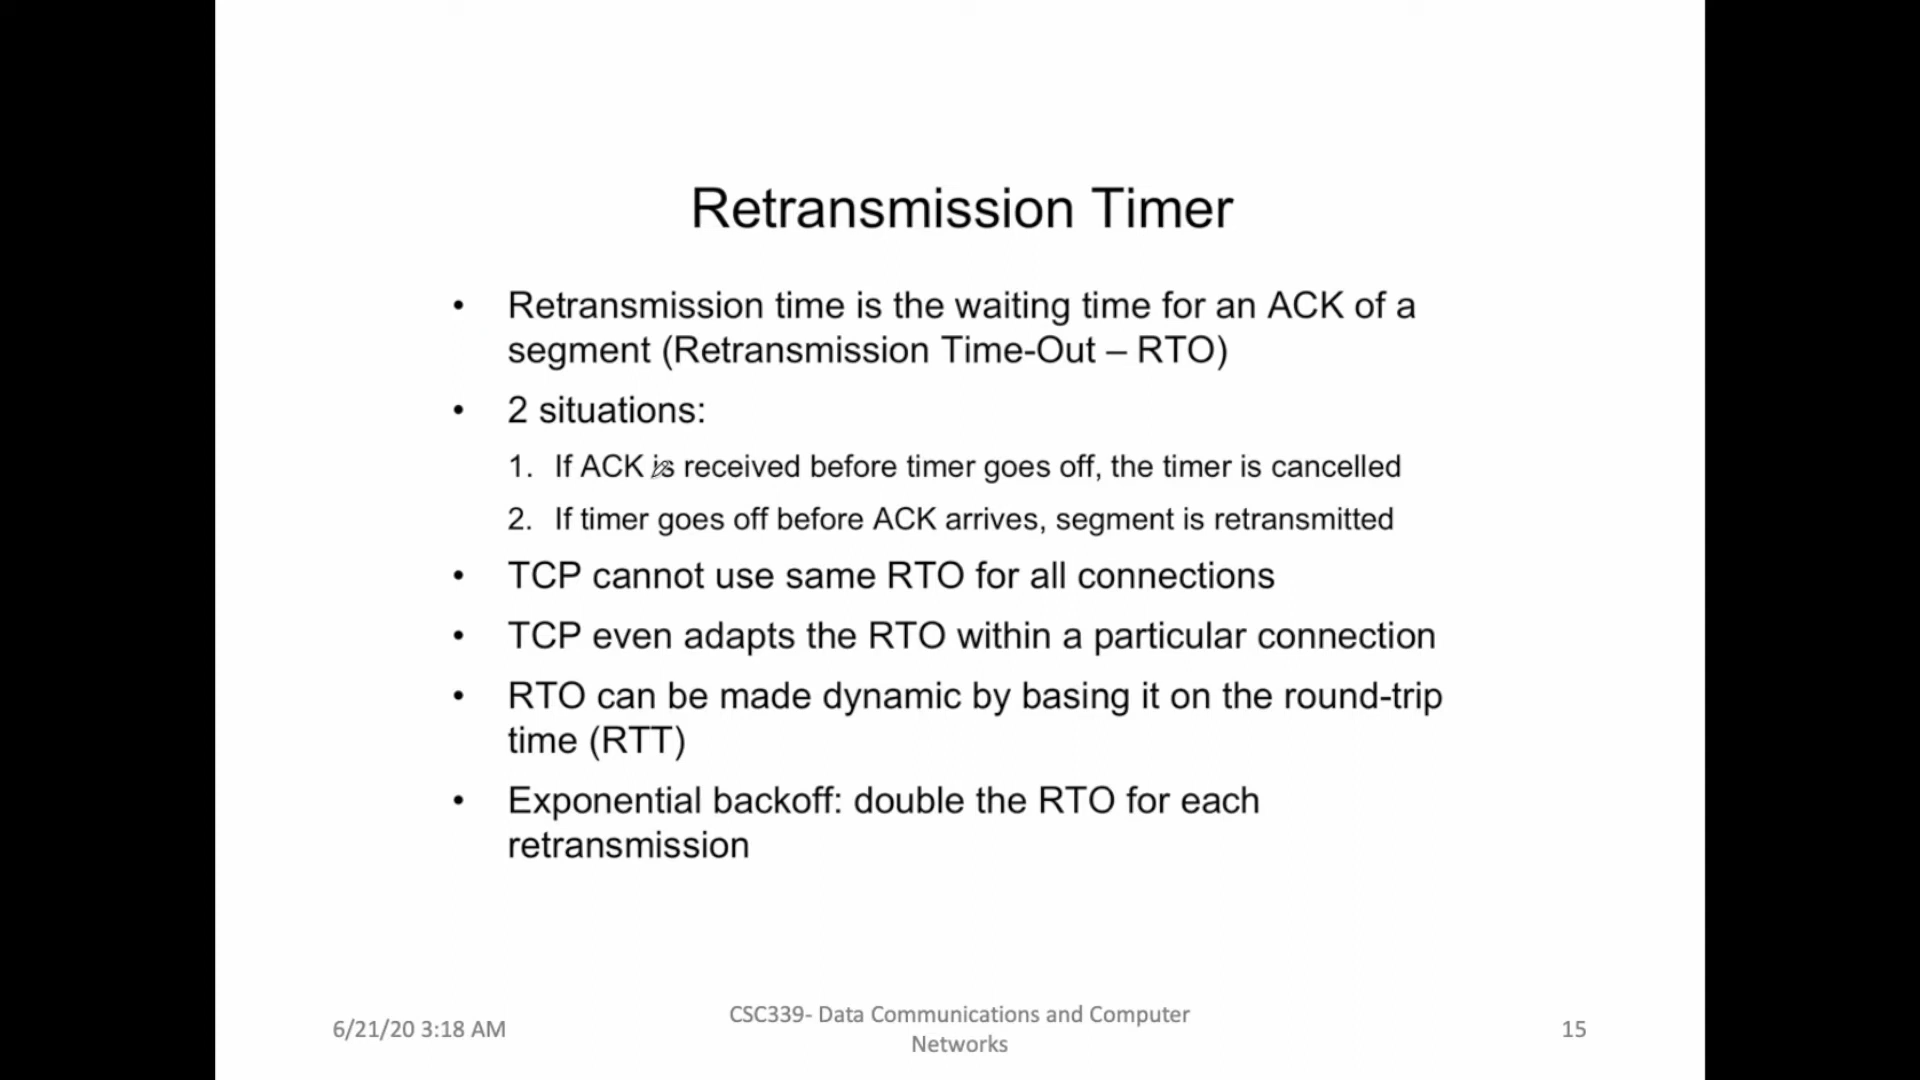 Retransmission Timer
• Retransmission time is the waiting time for an ACK of a
segment (Retransmission Time-Out – RTO)
• 2 situations:
1. If ACK is received before timer goes off, the timer is cancelled
2. If timer goes off before ACK arrives, segment is retransmitted
• TCP cannot use same RTO for all connections
• TCP even adapts the RTO within a particular connection
• RTO can be made dynamic by basing it on the round-trip
time (RTT)
• Exponential backoff: double the RTO for each
retransmission
6/21/20 3:18 AM
CSC339- Data Communications and Computer
Networks
15